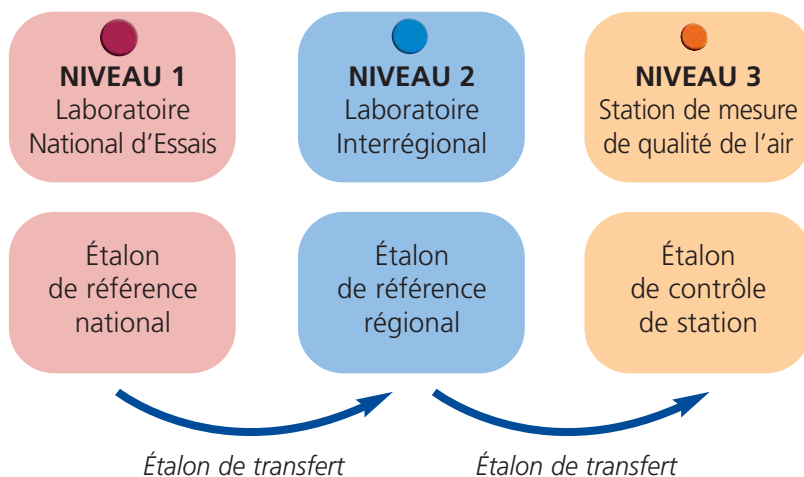 NIVEAU 1
Laboratoire
National d’Essais
NIVEAU 2
Laboratoire
Interrégional
NIVEAU 3
Station de mesure
de qualité de l’air
Étalon
de référence
national
Étalon
de référence
régional
Étalon
de contrôle
de station
Étalon de transfert
Étalon de transfert